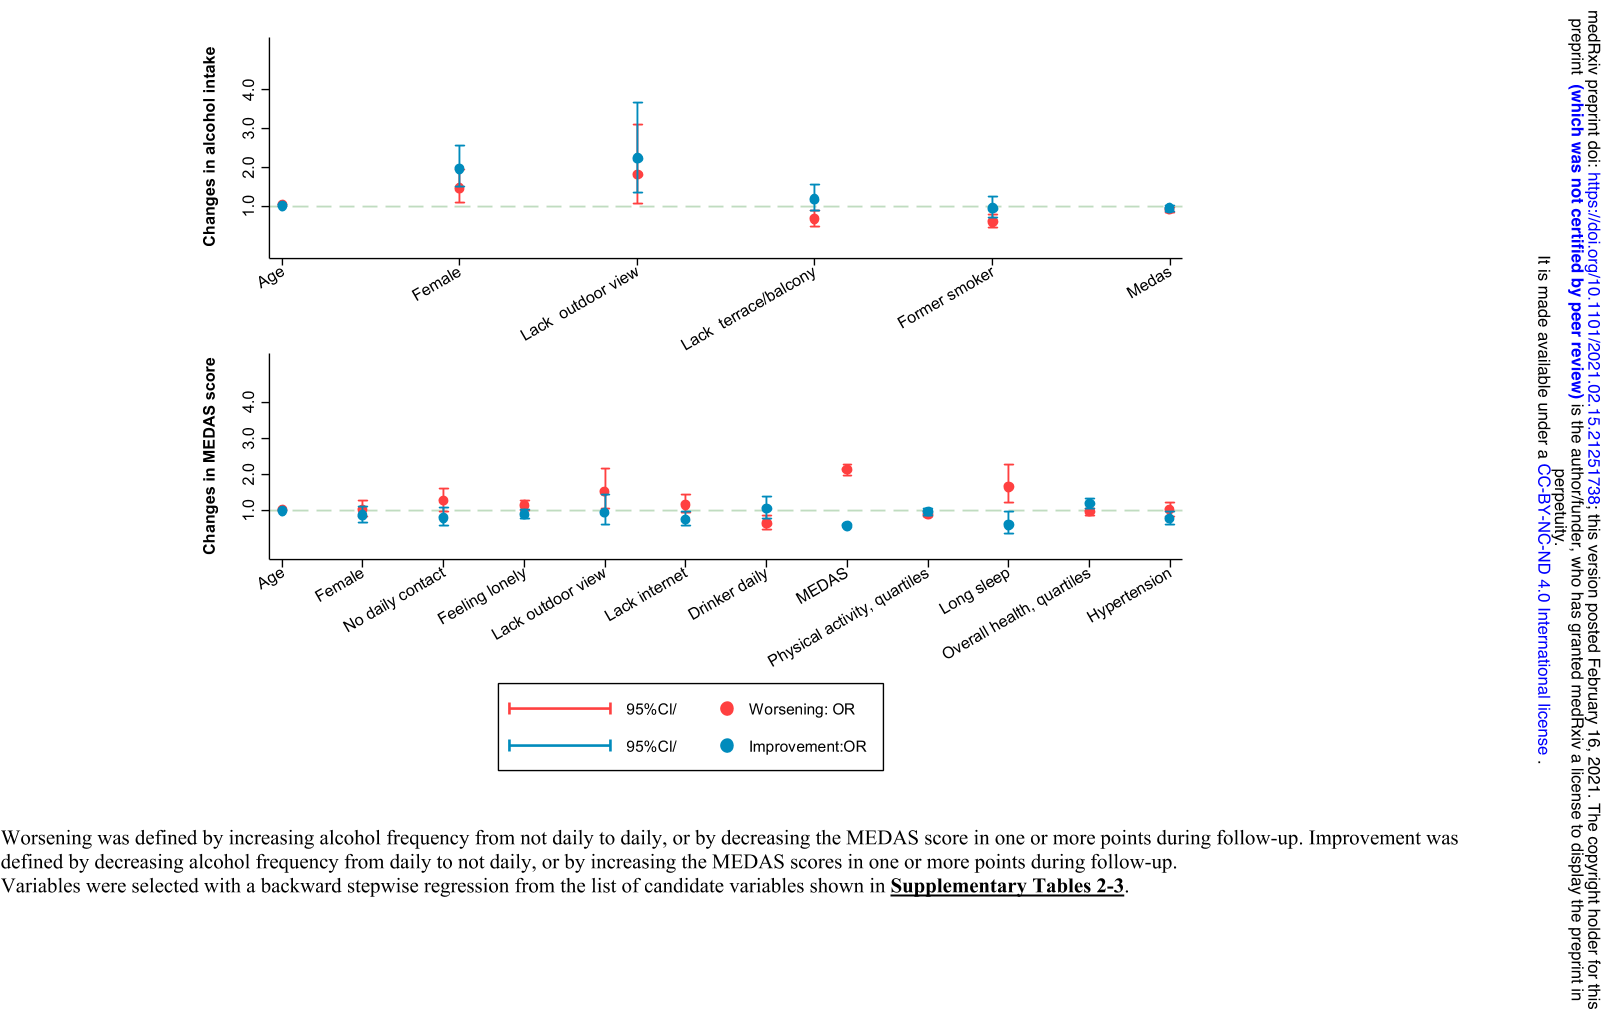 Changes in alcohol intake
4.0
3.0
2.0
1.0
Age
Female
Lack outdoor view
Lack terrace/balcony
Former smoker
Medas
Changes in MEDAS score
4.0
3.0
2.0
1.0
Age
Female
No daily contact
Feeling lonely
Lack outdoor view
Lack internet
Drinker daily
MEDAS
Physical activity, quartiles
Long sleep
Overall health, quartiles
Hypertension
95%CI/ Worsening: OR
95%CI/ Improvement:OR
Worsening was defined by increasing alcohol frequency from not daily to daily, or by decreasing the MEDAS score in one or more points during follow-up. Improvement was
defined by decreasing alcohol frequency from daily to not daily, or by increasing the MEDAS scores in one or more points during follow-up.
Variables were selected with a backward stepwise regression from the list of candidate variables shown in Supplementary Tables 2-3.
medRxiv preprint doi: https://doi.org/10.1101/2021.02.15.21251738; this version posted February 16, 2021. The copyright holder for this
preprint (which was not certified by peer review) is the author/funder, who has granted medRxiv a license to display the preprint in
perpetuity.
It is made available under a CC-BY-NC-ND 4.0 International license .